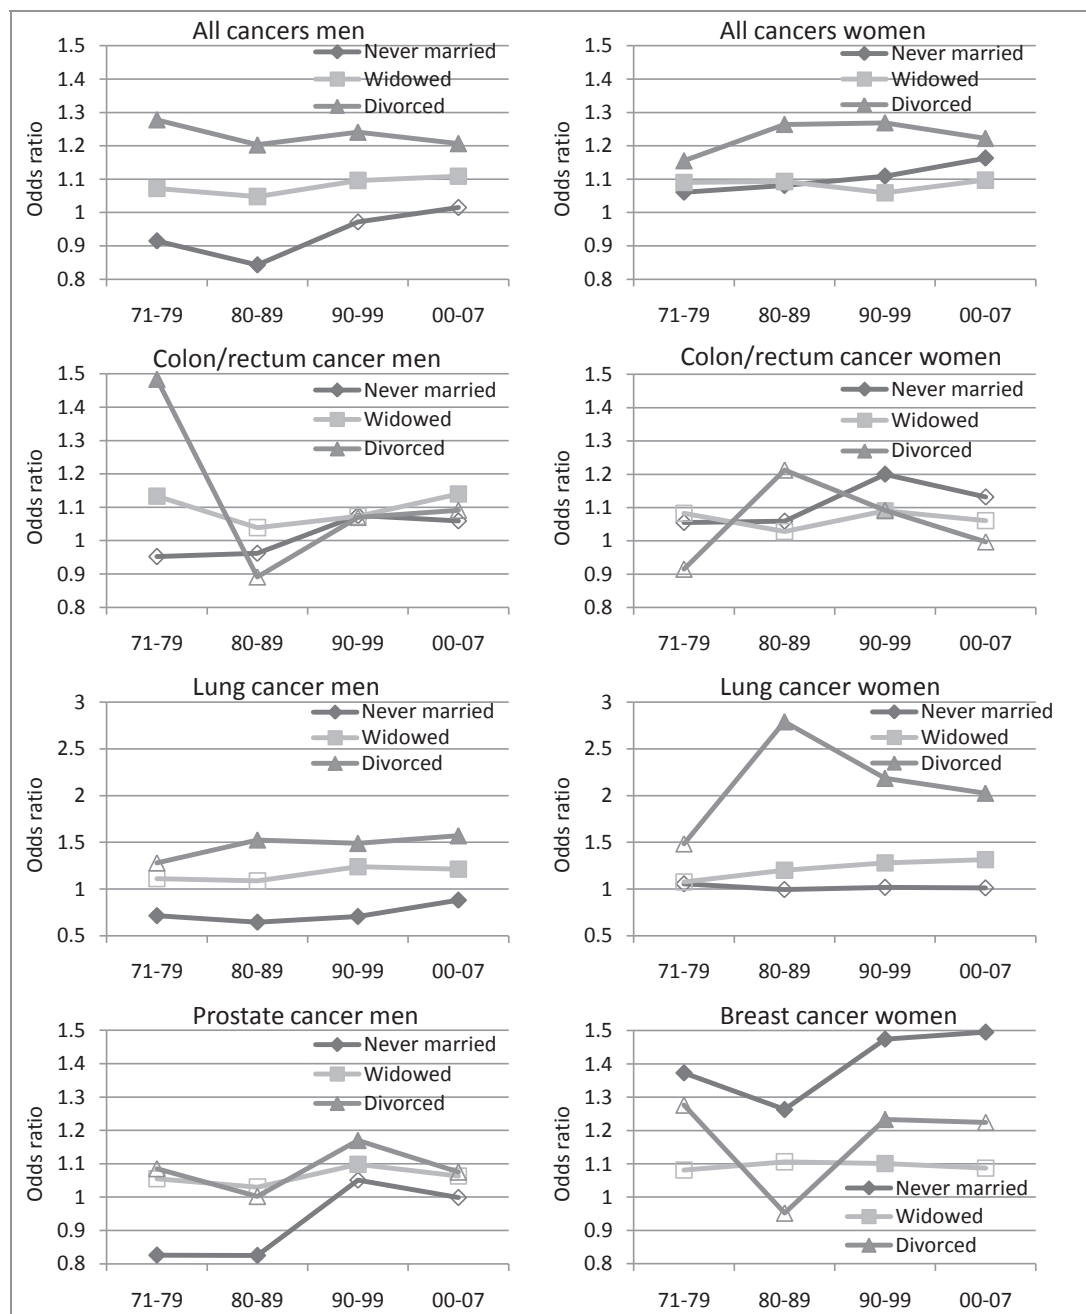 All cancers men
Odds ratio
1.5
1.4
1.3
1.2
1.1
1
0.9
0.8
71-79 80-89 90-99 00-07
Never married
Widowed
Divorced
All cancers women
Odds ratio
1.5
1.4
1.3
1.2
1.1
1
0.9
0.8
71-79 80-89 90-99 00-07
Never married
Widowed
Divorced
Colon/rectum cancer men
Odds ratio
1.5
1.4
1.3
1.2
1.1
1
0.9
0.8
71-79 80-89 90-99 00-07
Never married
Widowed
Divorced
Colon/rectum cancer women
Odds ratio
1.5
1.4
1.3
1.2
1.1
1
0.9
0.8
71-79 80-89 90-99 00-07
Never married
Widowed
Divorced
Lung cancer men
Odds ratio
3
2.5
2
1.5
1
0.5
71-79 80-89 90-99 00-07
Never married
Widowed
Divorced
Lung cancer women
Odds ratio
3
2.5
2
1.5
1
0.5
71-79 80-89 90-99 00-07
Never married
Widowed
Divorced
Prostate cancer men
Odds ratio
1.5
1.4
1.3
1.2
1.1
1
0.9
0.8
71-79 80-89 90-99 00-07
Never married
Widowed
Divorced
Breast cancer women
Odds ratio
1.5
1.4
1.3
1.2
1.1
1
0.9
0.8
71-79 80-89 90-99 00-07
Never married
Widowed
Divorced